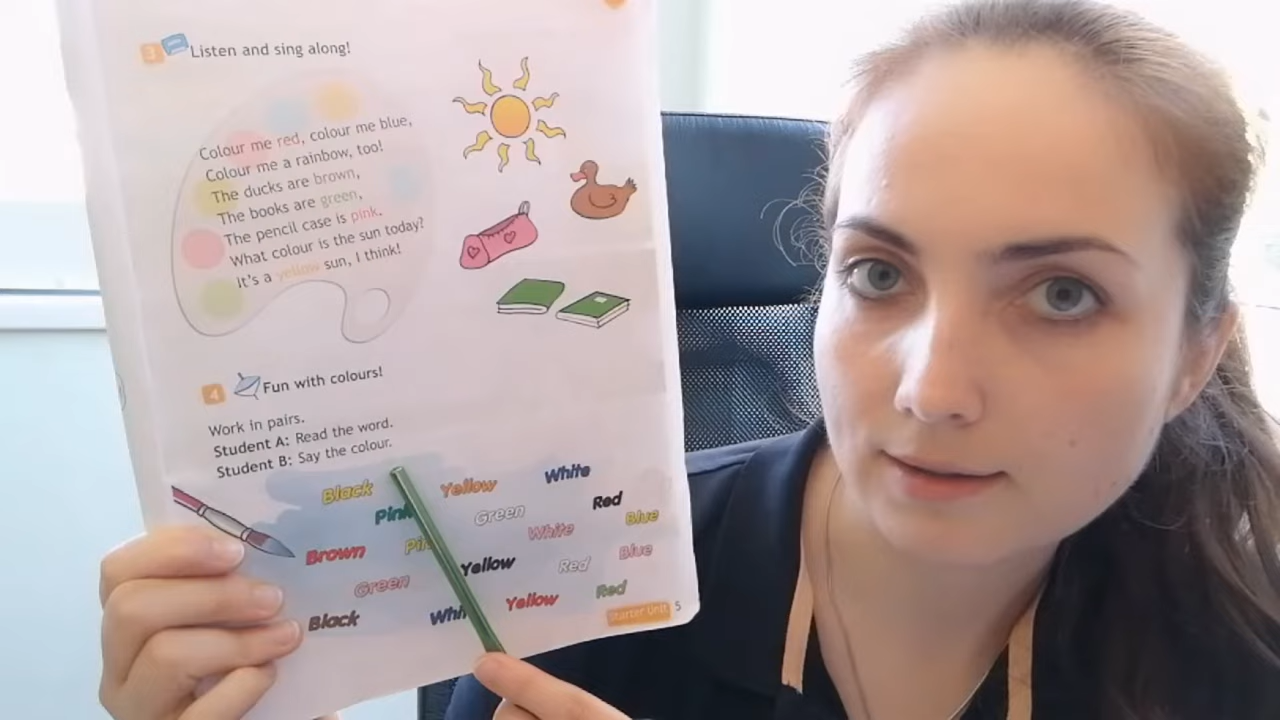 3 Listen and sing along!
Colour me red, colour me blue,
Colour me a rainbow, too!
The ducks are brown,
The books are green,
The pencil case is pink.
What colour is the sun today?
It's a yellow sun, I think!
4 Fun with colours!
Work in pairs.
Student A: Read the word.
Student B: Say the colour.
Black Yellow White
Pink Green Red
Brown White Blue
Yellow Red Blue
Green
Black Yellow Red
Starter Unit 5